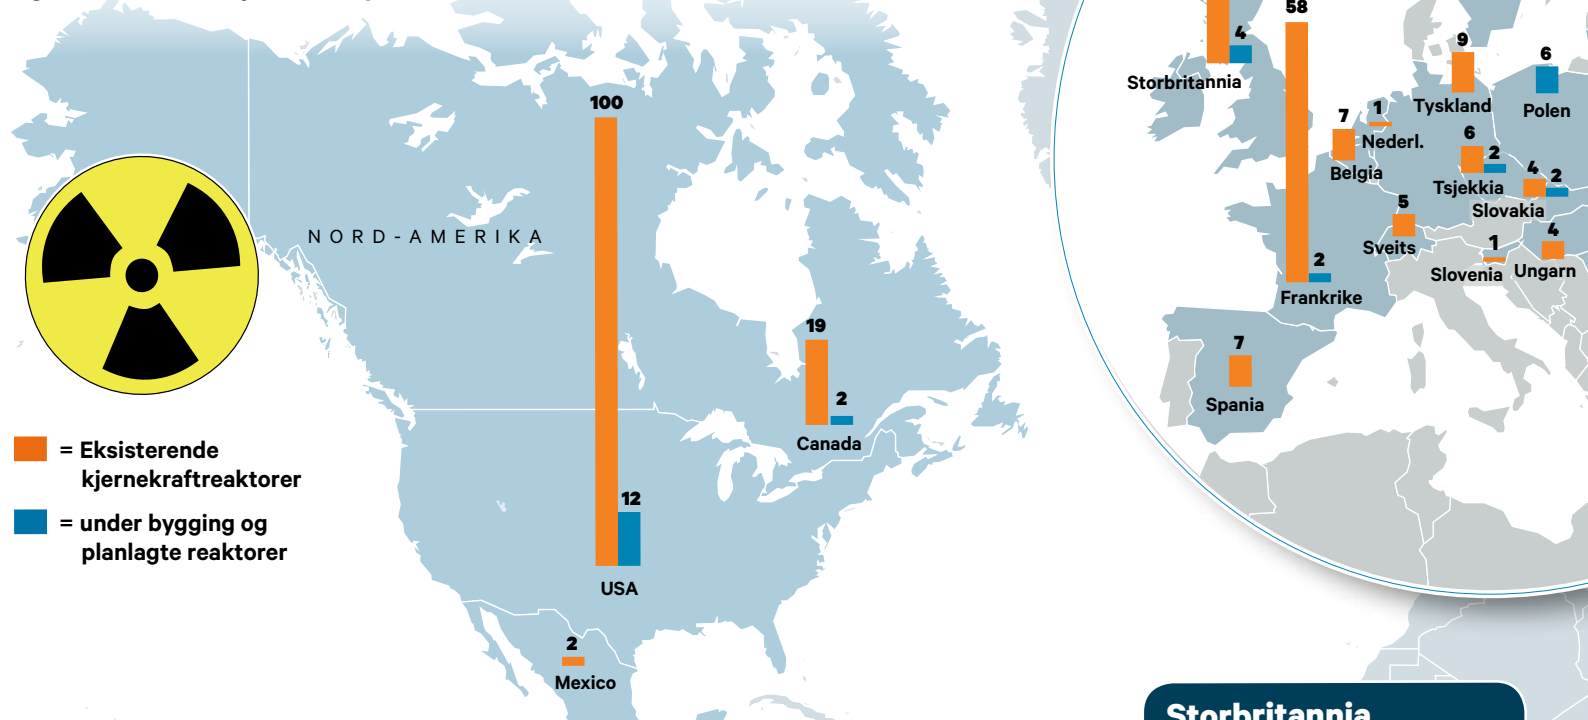 100
NORD-AMERIKA
19
2
Canada
12
USA
2
Mexico
= Eksisterende
kjernekraftreaktorer
= under bygging og
planlagte reaktorer
4
Storbritannia
58
2
Frankrike
7
Belgia
1
Nederl.
9
Tyskland
6
Polen
6
2
Tsjekkia
4
2
Slovakia
5
Sveits
1
Slovenia
4
Ungarn
7
Spania
Storbritannia